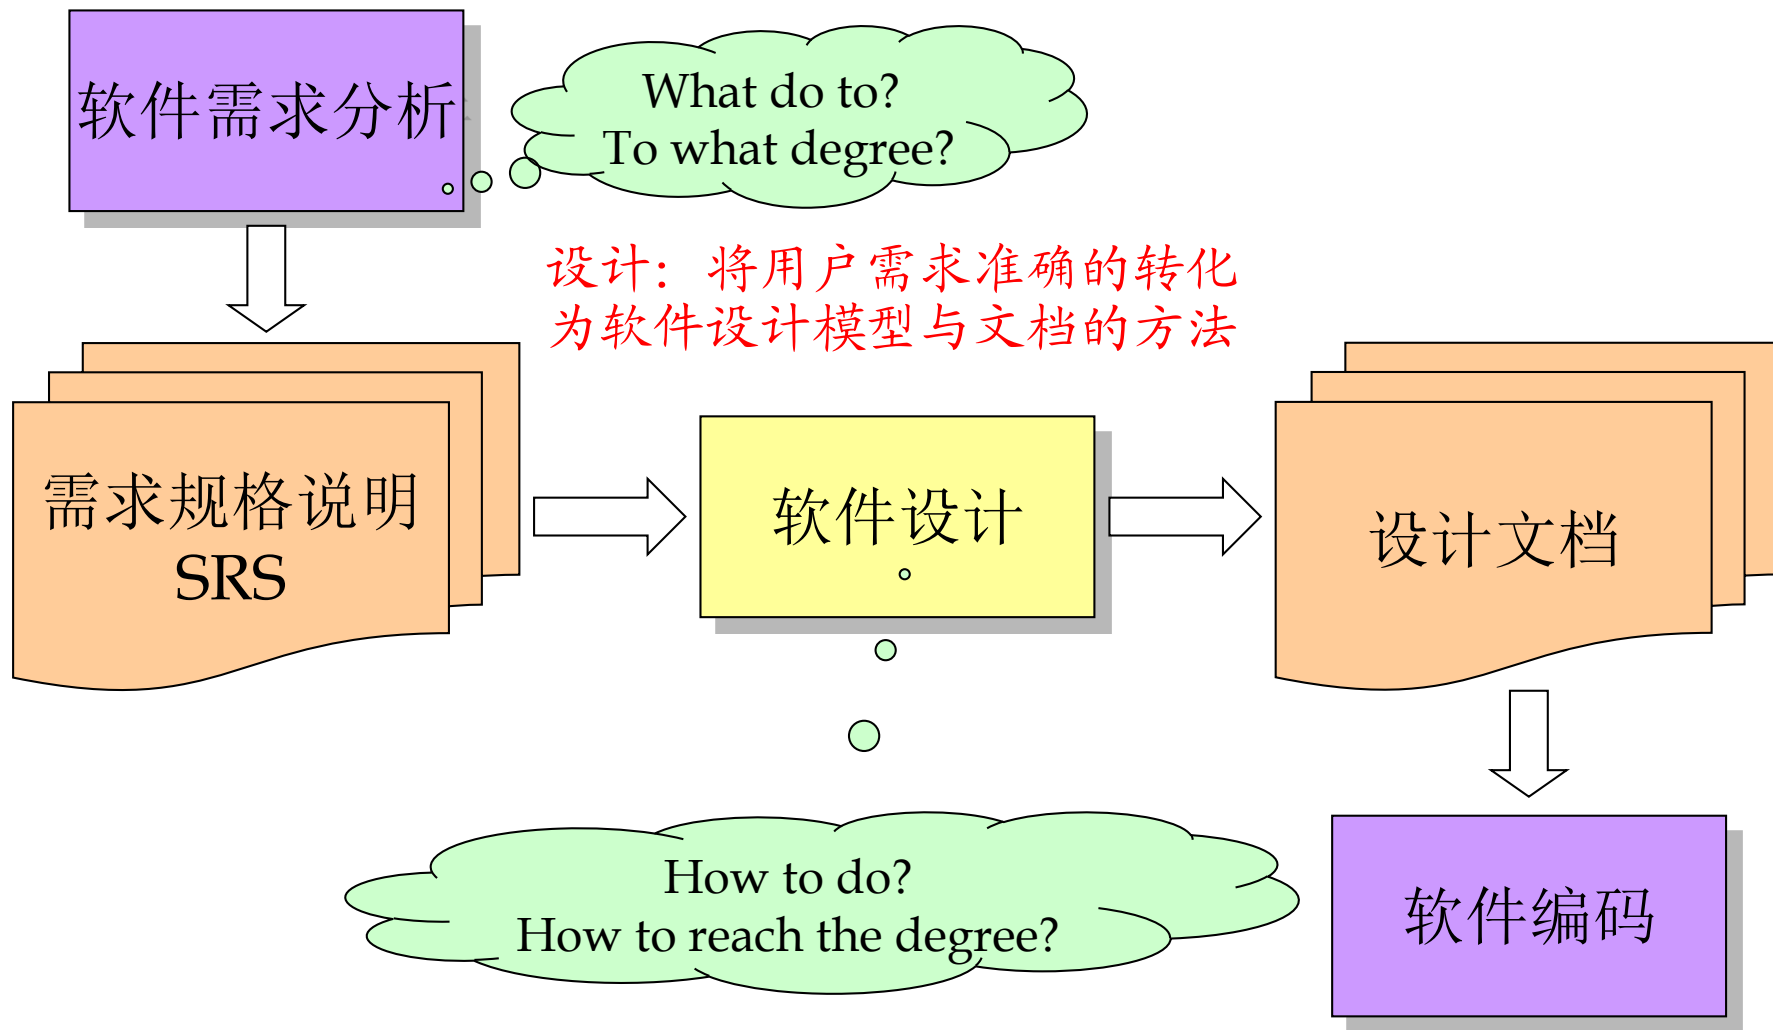 软件需求分析
What do to?
To what degree?
设计：将用户需求准确的转化
为软件设计模型与文档的方法
需求规格说明
SRS
软件设计
设计文档
How to do?
How to reach the degree?
软件编码